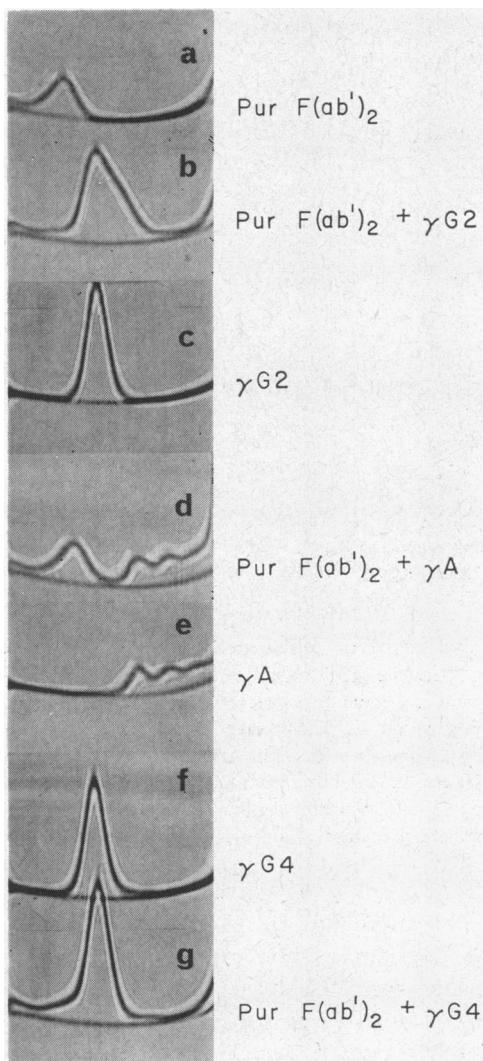 a
Pur F(ab')2
b
Pur F(ab')2 + γG2
c
γG2
d
Pur F(ab')2 + γA
e
γA
f
γG4
g
Pur F(ab')2 + γG4